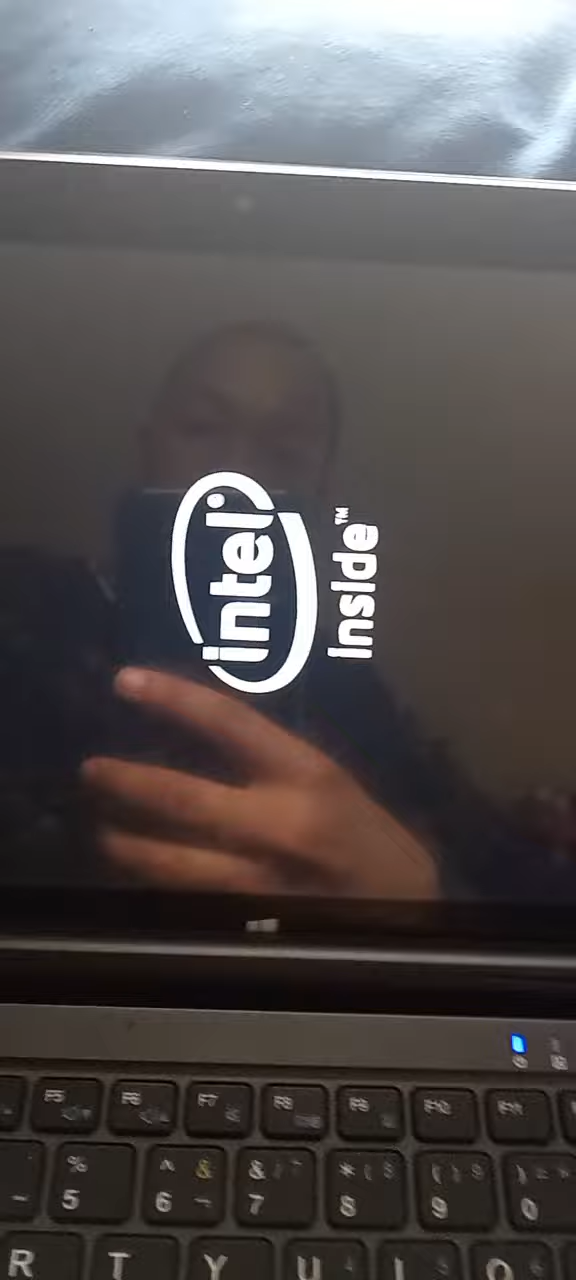 intel®
inside™
F5
F6
F7
F8
F9
F10
F11
%
5
^ &
6 ¬
&
7
* {
8
( }
9
)
0
R T Y U I O